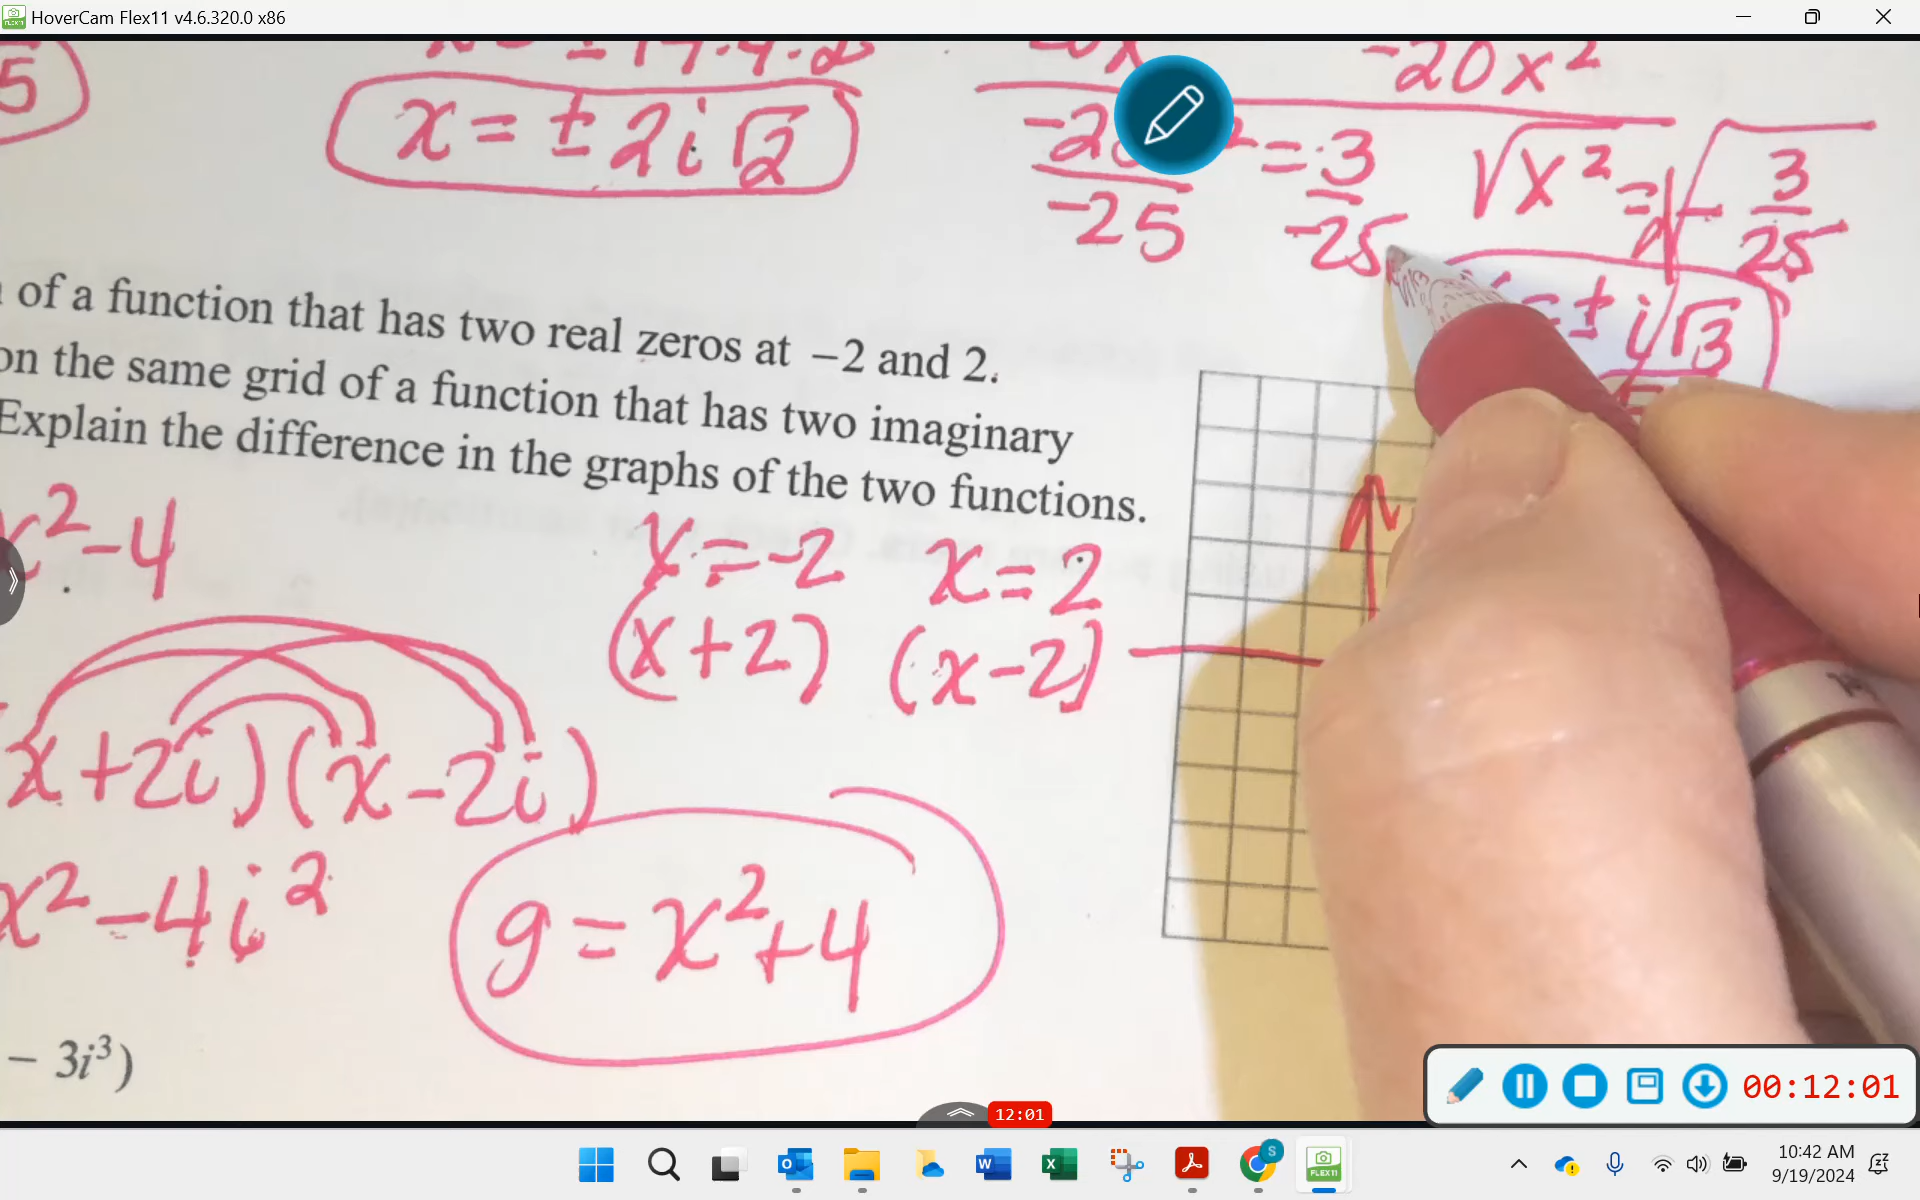 HoverCam Flex11 v4.6.320.0 x86
5
x = ± 2i √2
-20x²
= 3
-25
-25
√x² = √- 3
25
= ± i√3
of a function that has two real zeros at −2 and 2.
on the same grid of a function that has two imaginary
Explain the difference in the graphs of the two functions.
x² - 4
x = -2 x = 2
(x + 2) (x - 2)
x + 2i)(x - 2i)
x² - 4i²
g = x² + 4
− 3i³)
00:12:01
12:01
10:42 AM
9/19/2024